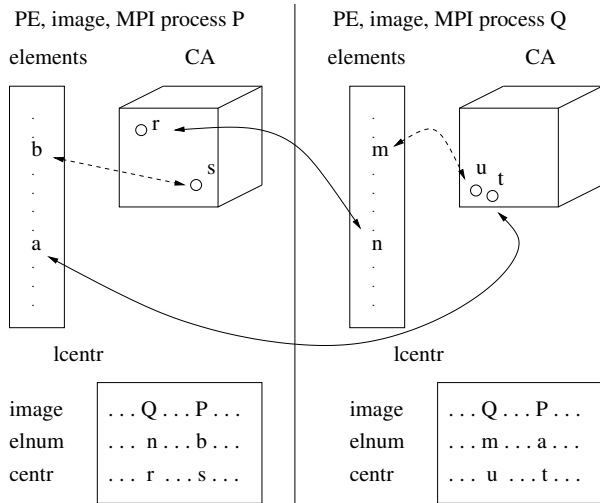 PE, image, MPI process P
elements CA
b
r
s
a
lcentr
image ... Q ... P ...
elnum ... n ... b ...
centr ... r ... s ...
PE, image, MPI process Q
elements CA
m
u
t
n
lcentr
image ... Q ... P ...
elnum ... m ... a ...
centr ... u ... t ...